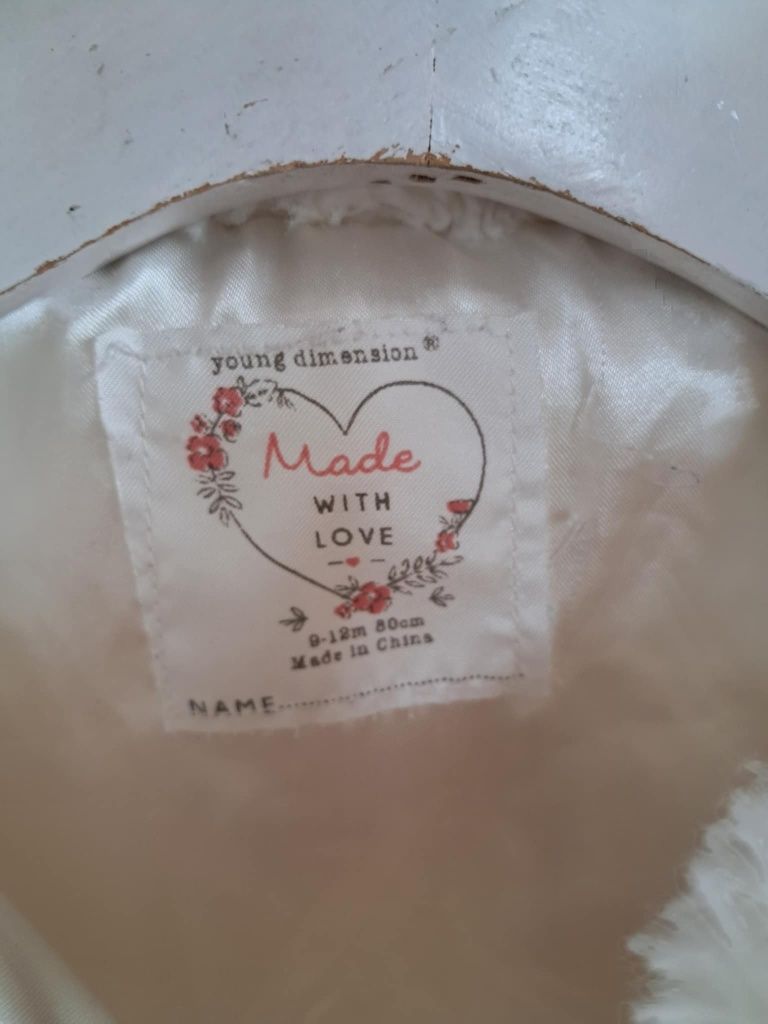 young dimension®
Made
WITH
LOVE
9-12m 80cm
Made in China
NAME